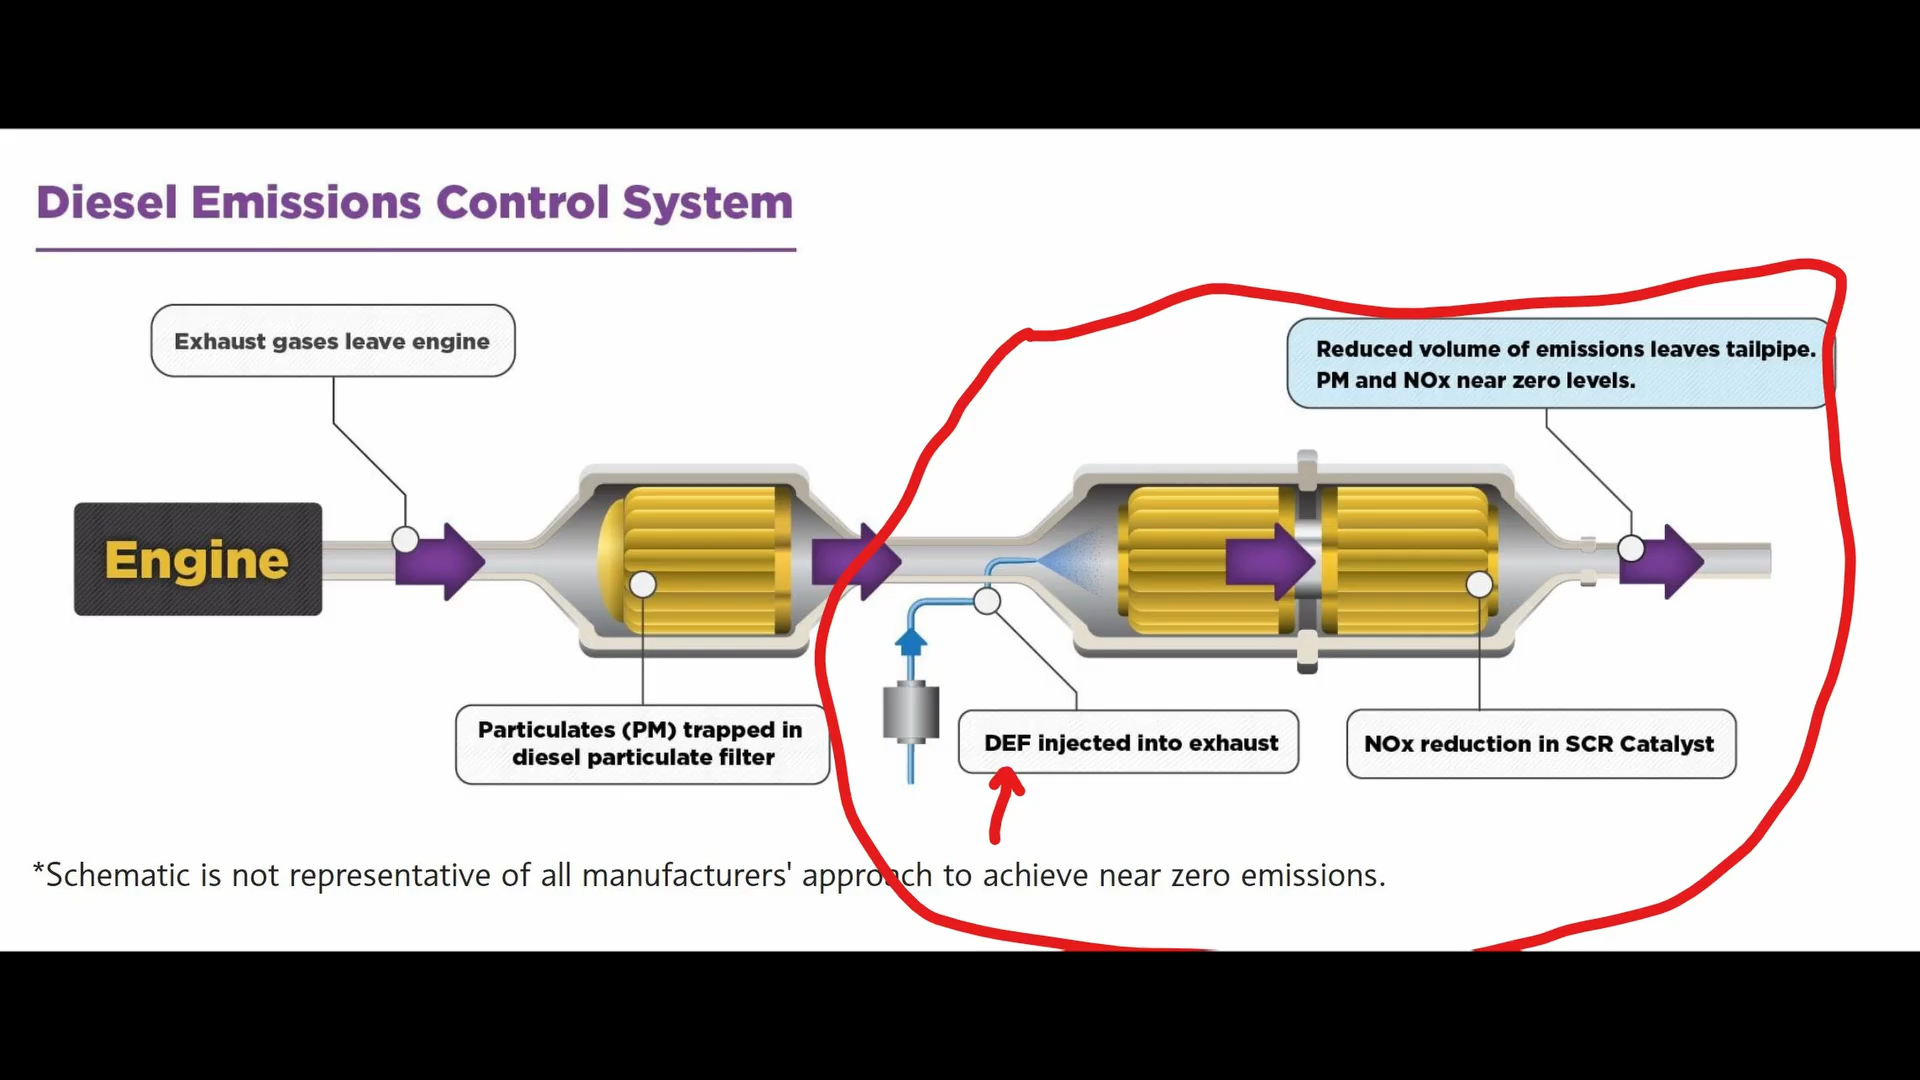 Diesel Emissions Control System
Exhaust gases leave engine
Reduced volume of emissions leaves tailpipe.
PM and NOx near zero levels.
Engine
Particulates (PM) trapped in
diesel particulate filter
DEF injected into exhaust
NOx reduction in SCR Catalyst
*Schematic is not representative of all manufacturers' approach to achieve near zero emissions.